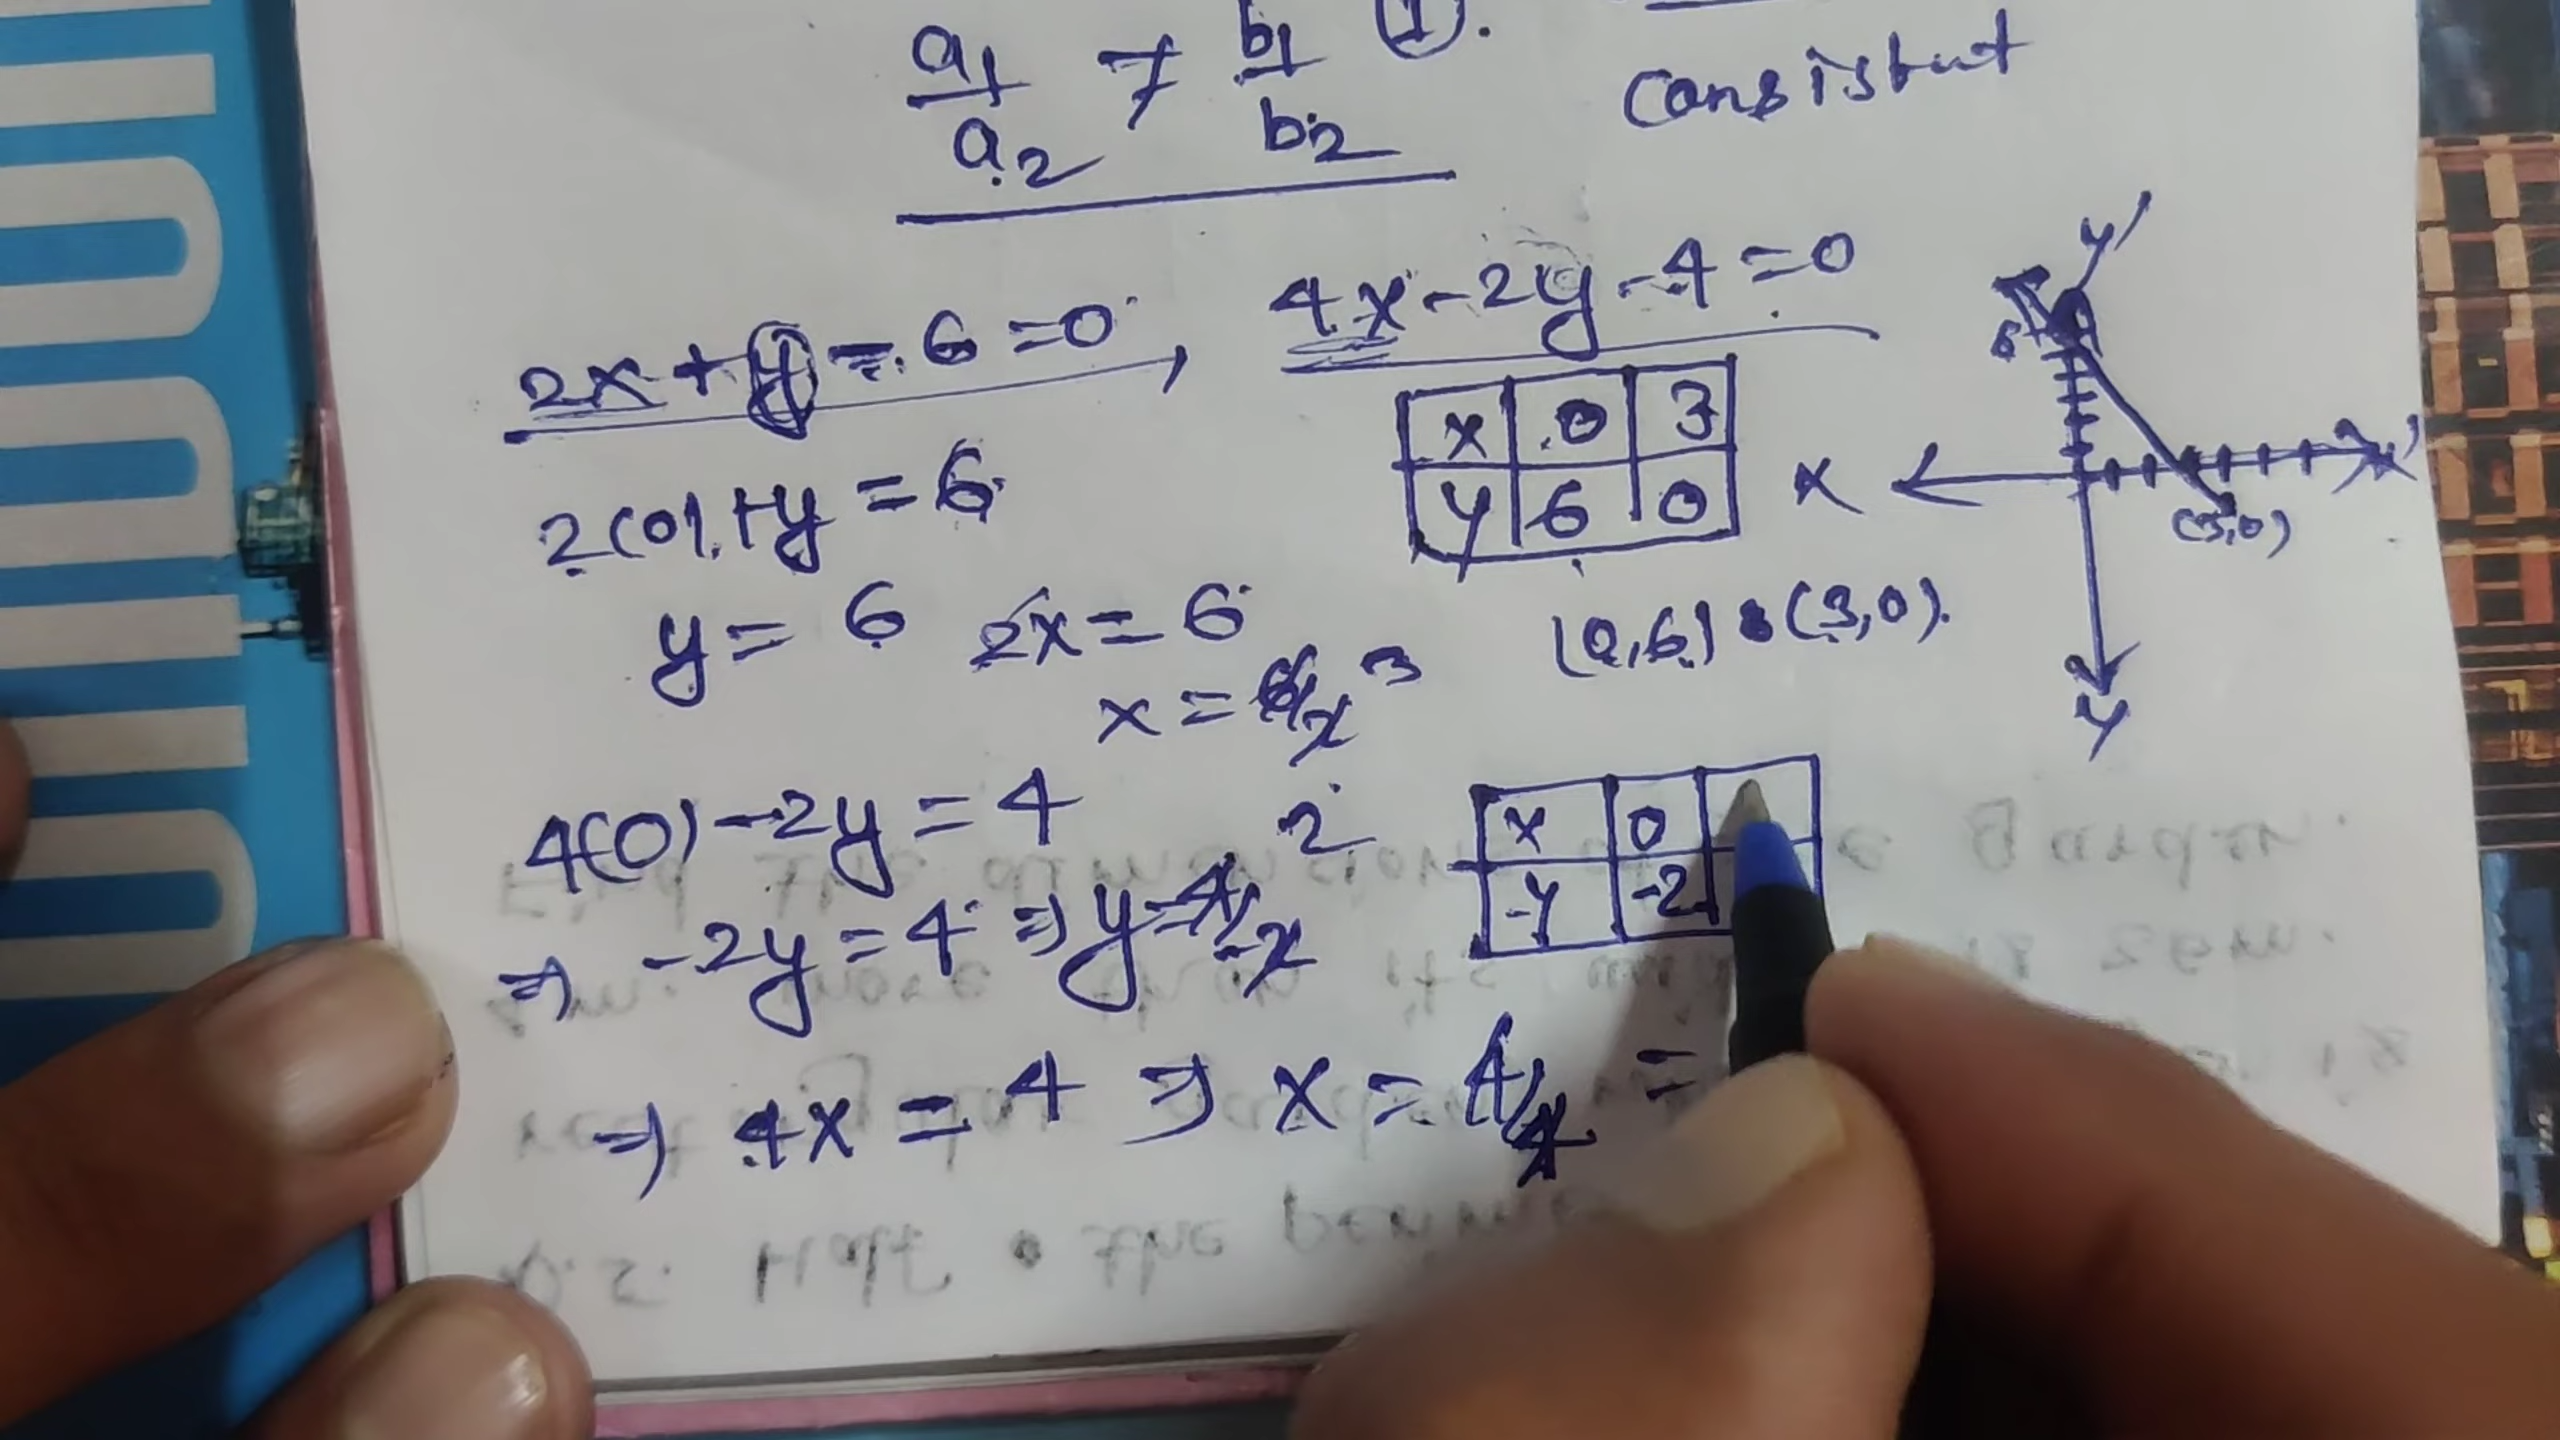 a1/a2 ≠ b1/b2 ①.
Consistent
2x + y - 6 = 0 , 4x - 2y - 4 = 0
2(0) + y = 6
y = 6 2x = 6
x = 6/2 3
x 0 3
y 6 0
(0,6) (3,0).
y'
6
x x'
(3,0)
y
4(0) - 2y = 4 2
⇒ -2y = 4 ⇒ y = 4/-2
x 0
y -2
⇒ 4x = 4 ⇒ x = 4/4 =